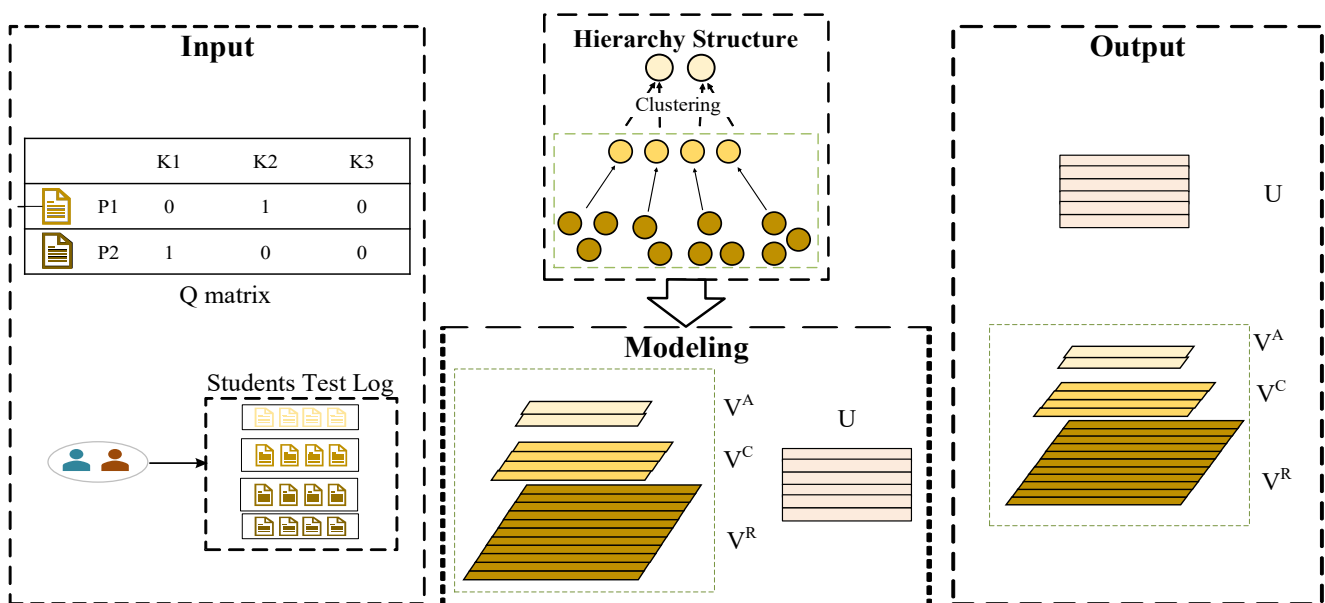 Input
K1 K2 K3
P1 0 1 0
P2 1 0 0
Q matrix
Students Test Log
Hierarchy Structure
Clustering
Modeling
V^A
V^C
V^R
U
Output
U
V^A
V^C
V^R